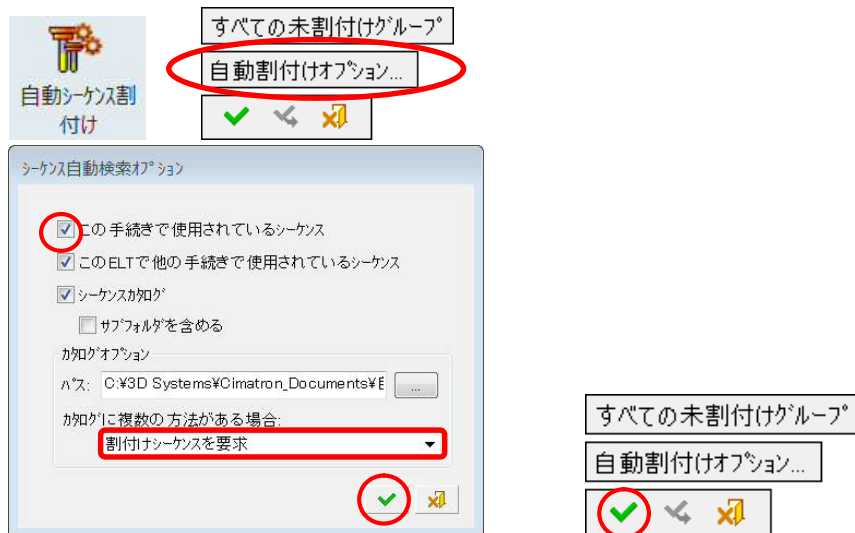 すべての未割付けグループ
自動割付けオプション...
自動シーケンス割
付け
シーケンス自動検索オプション
この手続きで使用されているシーケンス
このELTで他の手続きで使用されているシーケンス
シーケンスカタログ
サブフォルダを含める
カタログオプション
パス: C:¥3D Systems¥Cimatron_Documents¥E
...
カタログに複数の方法がある場合:
割付けシーケンスを要求
すべての未割付けグループ
自動割付けオプション...